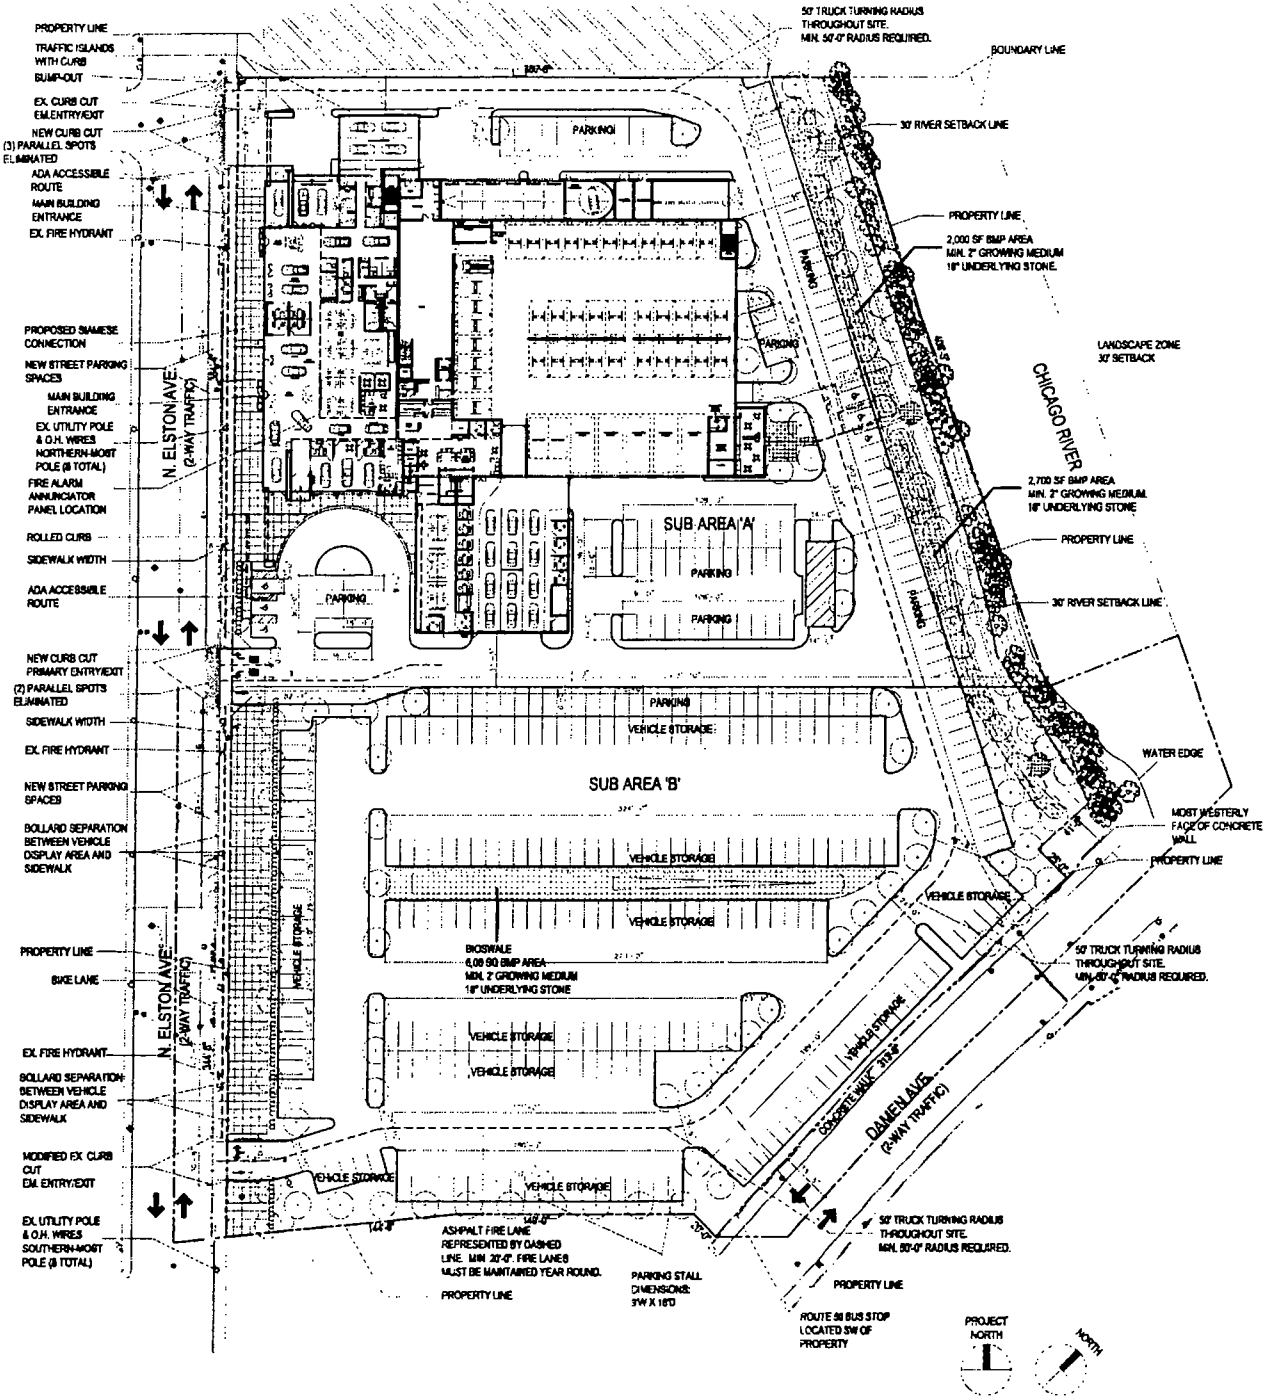 PROPERTY LINE
TRAFFIC ISLANDS
WITH CURB
BUMP-OUT
EX. CURB CUT
EM.ENTRY/EXIT
NEW CURB CUT
(3) PARALLEL SPOTS
ELIMINATED
ADA ACCESSIBLE
ROUTE
MAIN BUILDING
ENTRANCE
EX. FIRE HYDRANT
PROPOSED SIAMESE
CONNECTION
NEW STREET PARKING
SPACES
MAIN BUILDING
ENTRANCE
EX. UTILITY POLE
& O.H. WIRES
NORTHERN-MOST
POLE (8 TOTAL)
FIRE ALARM
ANNUNCIATOR
PANEL LOCATION
ROLLED CURB
SIDEWALK WIDTH
ADA ACCESSIBLE
ROUTE
NEW CURB CUT
PRIMARY ENTRY/EXIT
(2) PARALLEL SPOTS
ELIMINATED
SIDEWALK WIDTH
EX. FIRE HYDRANT
NEW STREET PARKING
SPACES
BOLLARD SEPARATION
BETWEEN VEHICLE
DISPLAY AREA AND
SIDEWALK
PROPERTY LINE
BIKE LANE
EX. FIRE HYDRANT
BOLLARD SEPARATION
BETWEEN VEHICLE
DISPLAY AREA AND
SIDEWALK
MODIFIED EX CURB
CUT
EM. ENTRY/EXIT
EX. UTILITY POLE
& O.H. WIRES
SOUTHERN-MOST
POLE (8 TOTAL)
N. ELSTON AVE.
(2-WAY TRAFFIC)
N. ELSTON AVE.
(2-WAY TRAFFIC)
50' TRUCK TURNING RADIUS
THROUGHOUT SITE.
MIN. 50'-0" RADIUS REQUIRED.
BOUNDARY LINE
30' RIVER SETBACK LINE
PROPERTY LINE
2,000 SF BMP AREA
MIN. 2" GROWING MEDIUM
18" UNDERLYING STONE.
LANDSCAPE ZONE
30' SETBACK
CHICAGO RIVER
2,700 SF BMP AREA
MIN. 2" GROWING MEDIUM.
18" UNDERLYING STONE
PROPERTY LINE
30' RIVER SETBACK LINE
WATER EDGE
MOST WESTERLY
FACE OF CONCRETE
WALL
PROPERTY LINE
PARKING
PARKING
PARKING
SUB AREA 'A'
PARKING
PARKING
PARKING
PARKING
PARKING
VEHICLE STORAGE
SUB AREA 'B'
VEHICLE STORAGE
VEHICLE STORAGE
VEHICLE STORAGE
VEHICLE STORAGE
BIOSWALE
MIN. 2' GROWING MEDIUM
18" UNDERLYING STONE
VEHICLE STORAGE
VEHICLE STORAGE
VEHICLE STORAGE
CONCRETE WALK
DAMEN AVE.
(2-WAY TRAFFIC)
50' TRUCK TURNING RADIUS
THROUGHOUT SITE.
MIN. 50'-0" RADIUS REQUIRED.
VEHICLE STORAGE
VEHICLE STORAGE
ASHPALT FIRE LANE
REPRESENTED BY DASHED
LINE. MIN 20'-0". FIRE LANES
MUST BE MAINTAINED YEAR ROUND.
PROPERTY LINE
PARKING STALL
DIMENSIONS:
50' TRUCK TURNING RADIUS
THROUGHOUT SITE.
MIN. 50'-0" RADIUS REQUIRED.
PROPERTY LINE
BUS STOP
LOCATED SW OF
PROPERTY
PROJECT
NORTH
NORTH